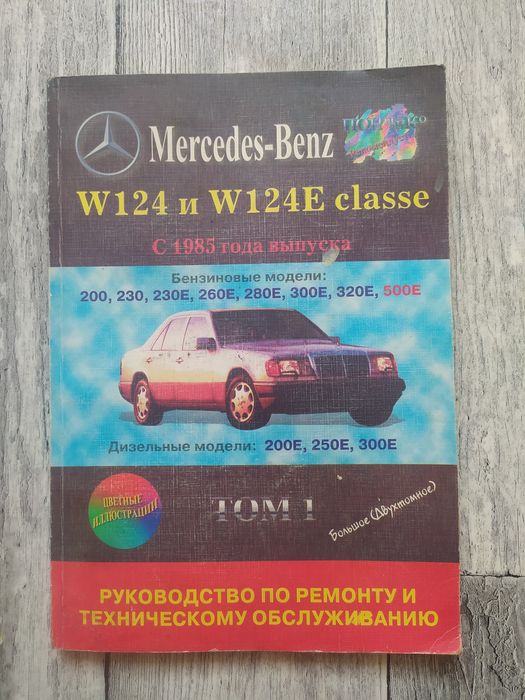 Mercedes-Benz
W124 и W124E classe
С 1985 года выпуска
Бензиновые модели:
200, 230, 230E, 260E, 280E, 300E, 320E, 500E
Дизельные модели: 200E, 250E, 300E
ЦВЕТНЫЕ
ИЛЛЮСТРАЦИИ
ТОМ 1
Большое (Двухтомное)
РУКОВОДСТВО ПО РЕМОНТУ И
ТЕХНИЧЕСКОМУ ОБСЛУЖИВАНИЮ